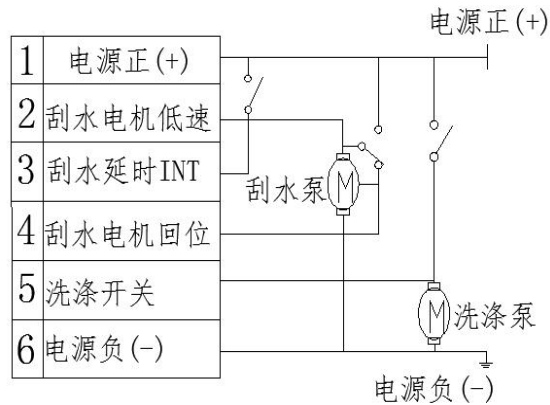 电源正(+)
1 电源正(+)
2 刮水电机低速
3 刮水延时INT
刮水泵 M
4 刮水电机回位
5 洗涤开关
M 洗涤泵
6 电源负(-)
电源负(-)